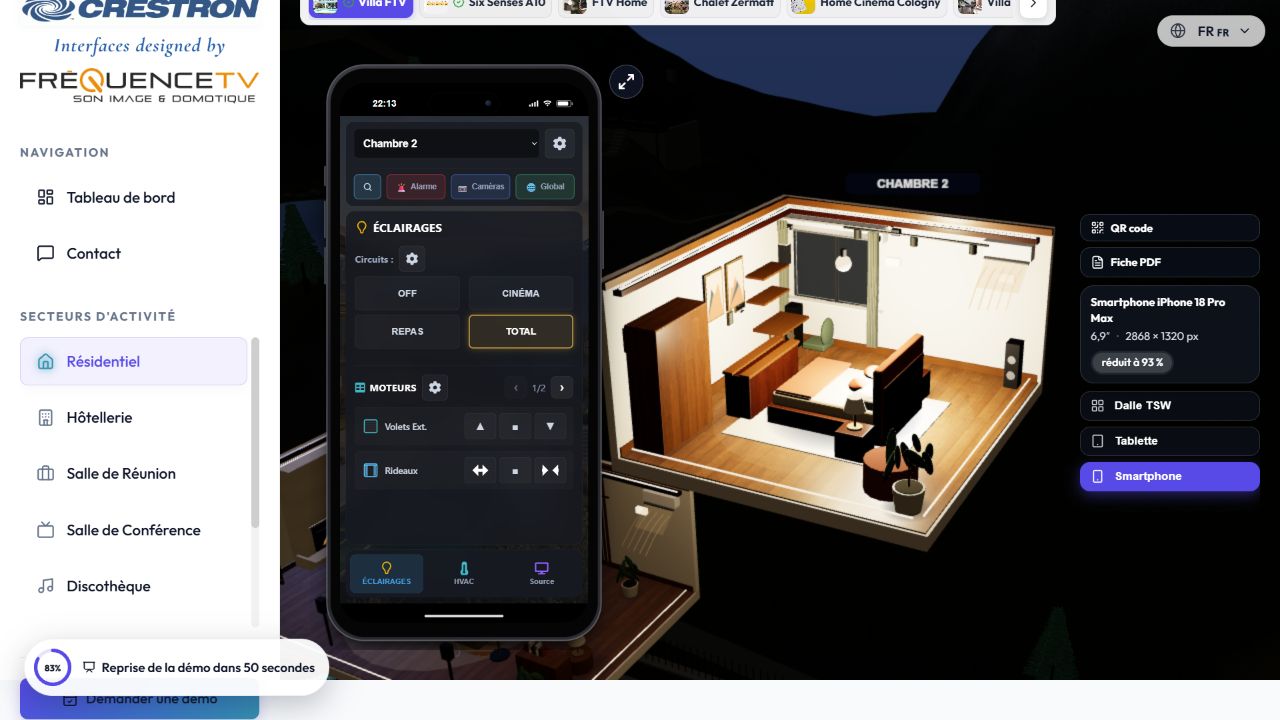 CRESTRON
Interfaces designed by
FRÉQUENCETV
SON IMAGE & DOMOTIQUE
NAVIGATION
Tableau de bord
Contact
SECTEURS D'ACTIVITÉ
Résidentiel
Hôtellerie
Salle de Réunion
Salle de Conférence
Discothèque
83%
Reprise de la démo dans 50 secondes
Demander une démo
Villa FTV
Six Senses A10
FTV Home
Chalet Zermatt
Home Cinema Cologny
Villa
FR FR
22:13
Chambre 2
Alarme
Caméras
Global
ÉCLAIRAGES
Circuits :
OFF
CINÉMA
REPAS
TOTAL
MOTEURS
1/2
Volets Ext.
Rideaux
ÉCLAIRAGES
HVAC
Source
CHAMBRE 2
QR code
Fiche PDF
Smartphone iPhone 18 Pro
Max
6,9" · 2868 × 1320 px
réduit à 93 %
Dalle TSW
Tablette
Smartphone